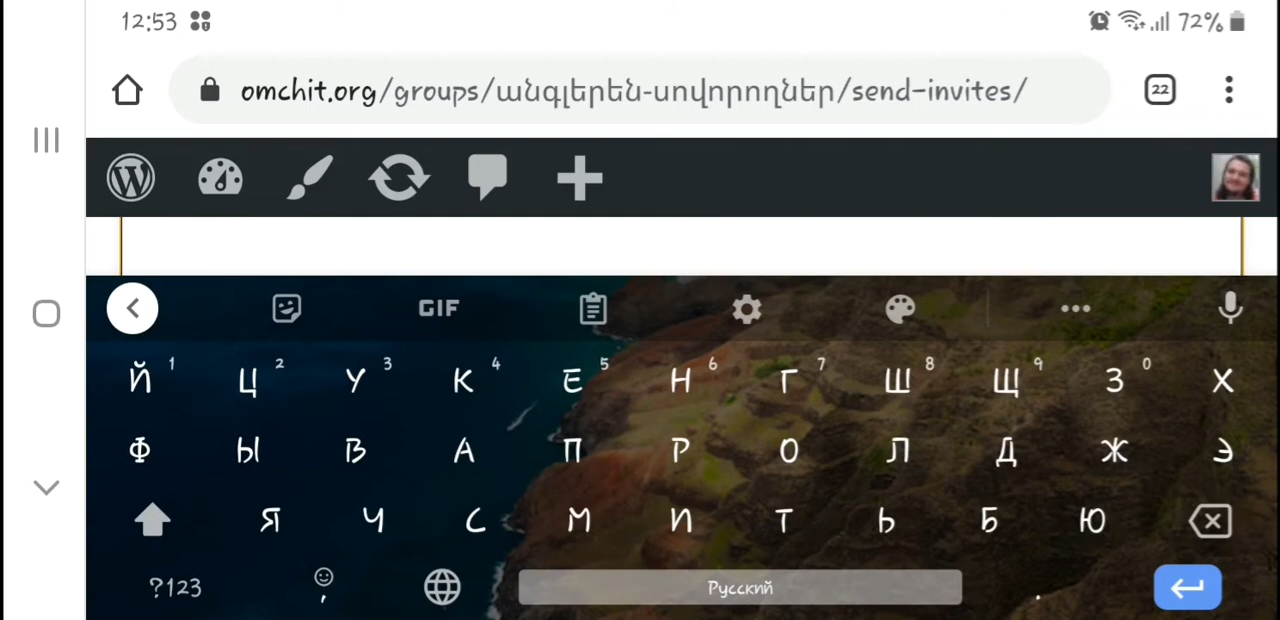 12:53 72%
omchit.org/groups/անգլերեն-սովորողներ/send-invites/ 22
GIF
Й 1 Ц 2 У 3 К 4 Е 5 Н 6 Г 7 Ш 8 Щ 9 З 0 Х
Ф Ы В А П Р О Л Д Ж Э
Я Ч С М И Т Ь Б Ю
?123 , Русский .